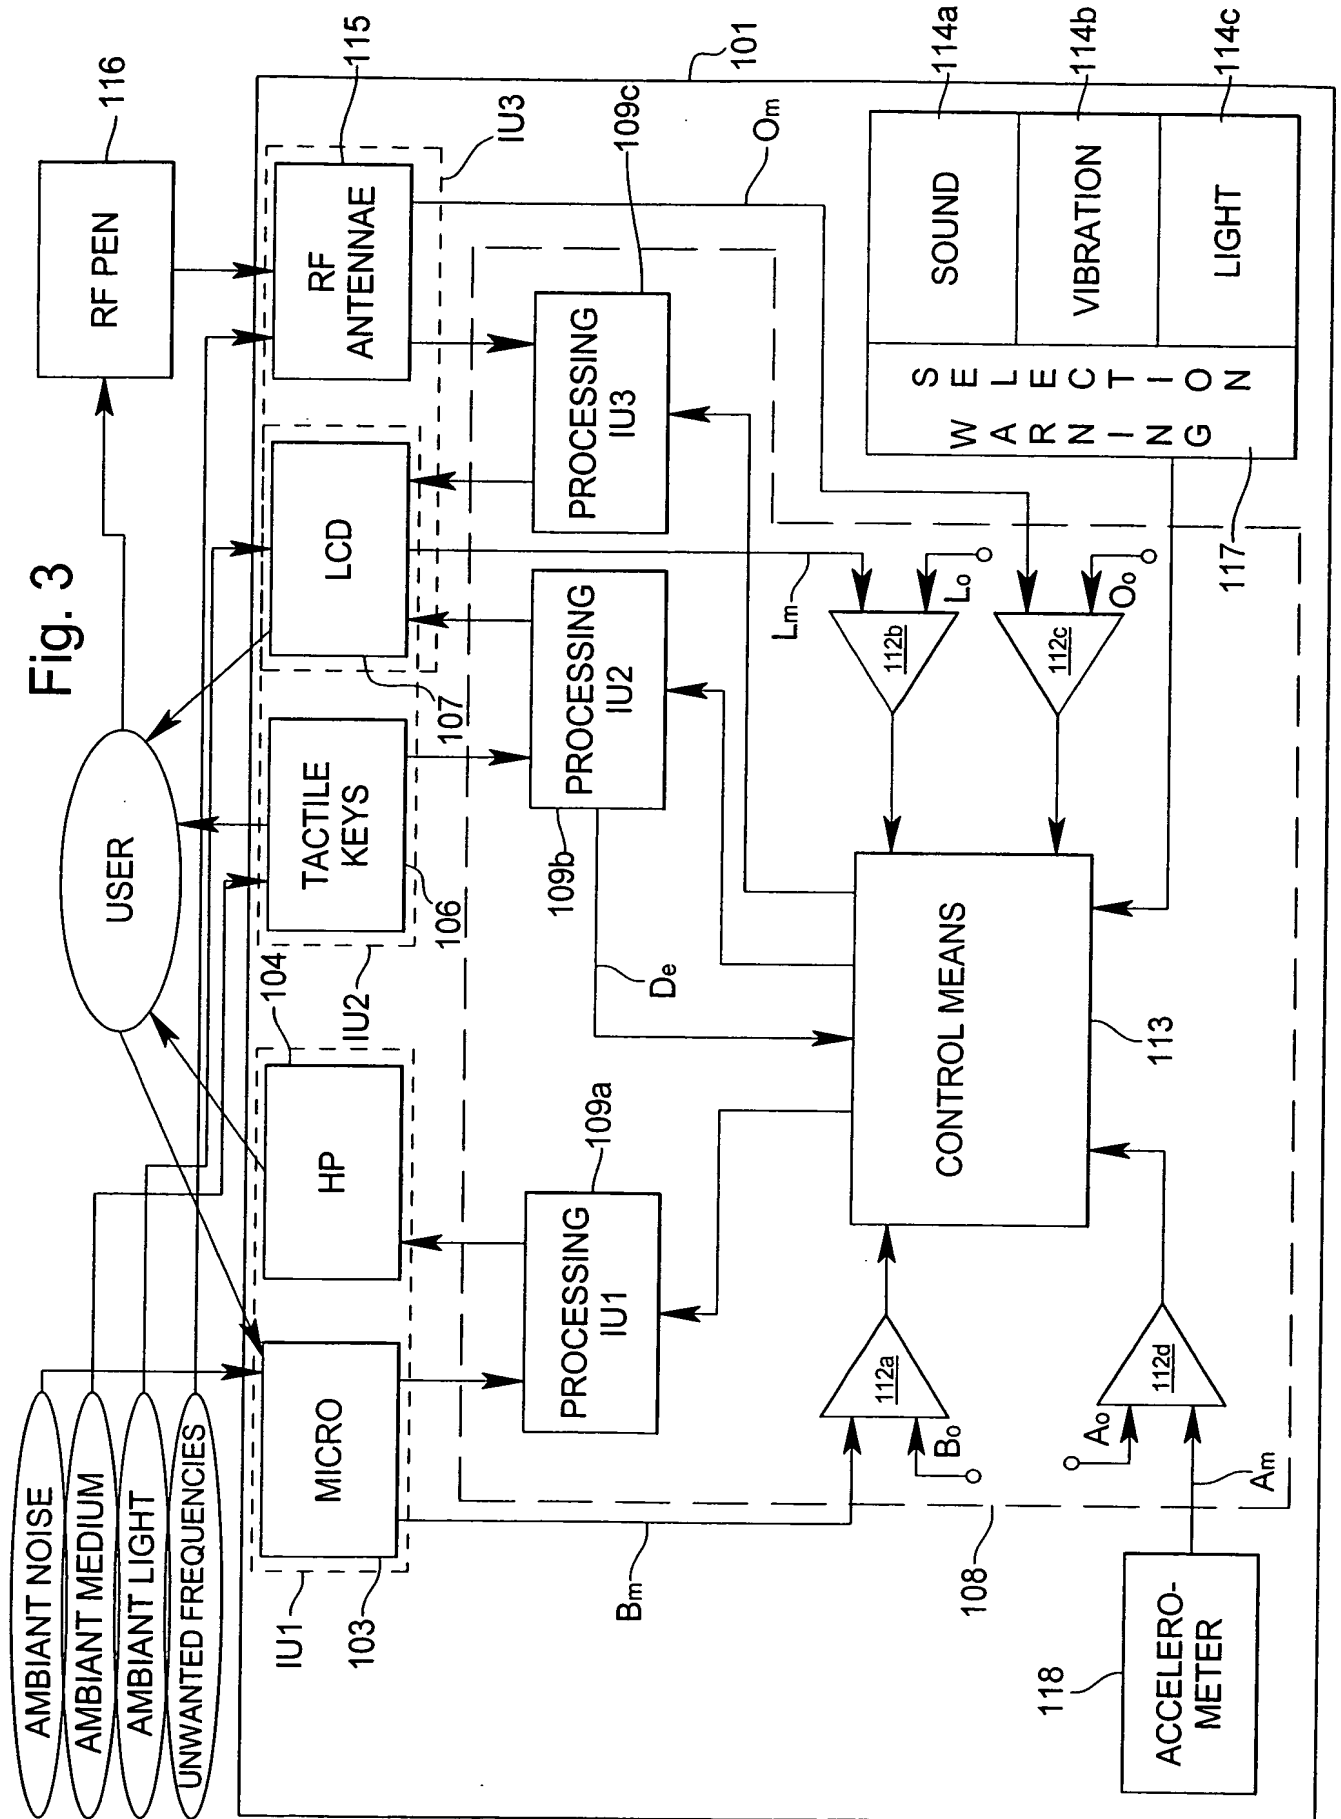 Fig. 3
AMBIANT NOISE
AMBIANT MEDIUM
AMBIANT LIGHT
UNWANTED FREQUENCIES
USER
RF PEN
116
IU1
MICRO
103
HP
104
IU2
TACTILE
KEYS
106
LCD
107
RF
ANTENNAE
115
IU3
101
PROCESSING
IU1
109a
PROCESSING
IU2
109b
PROCESSING
IU3
109c
Bm
De
Lm
Om
112a
Bo
112b
Lo
112c
Oo
112d
Ao
Am
CONTROL MEANS
113
108
118
ACCELERO-
METER
WARNING
SELECTION
117
SOUND
114a
VIBRATION
114b
LIGHT
114c